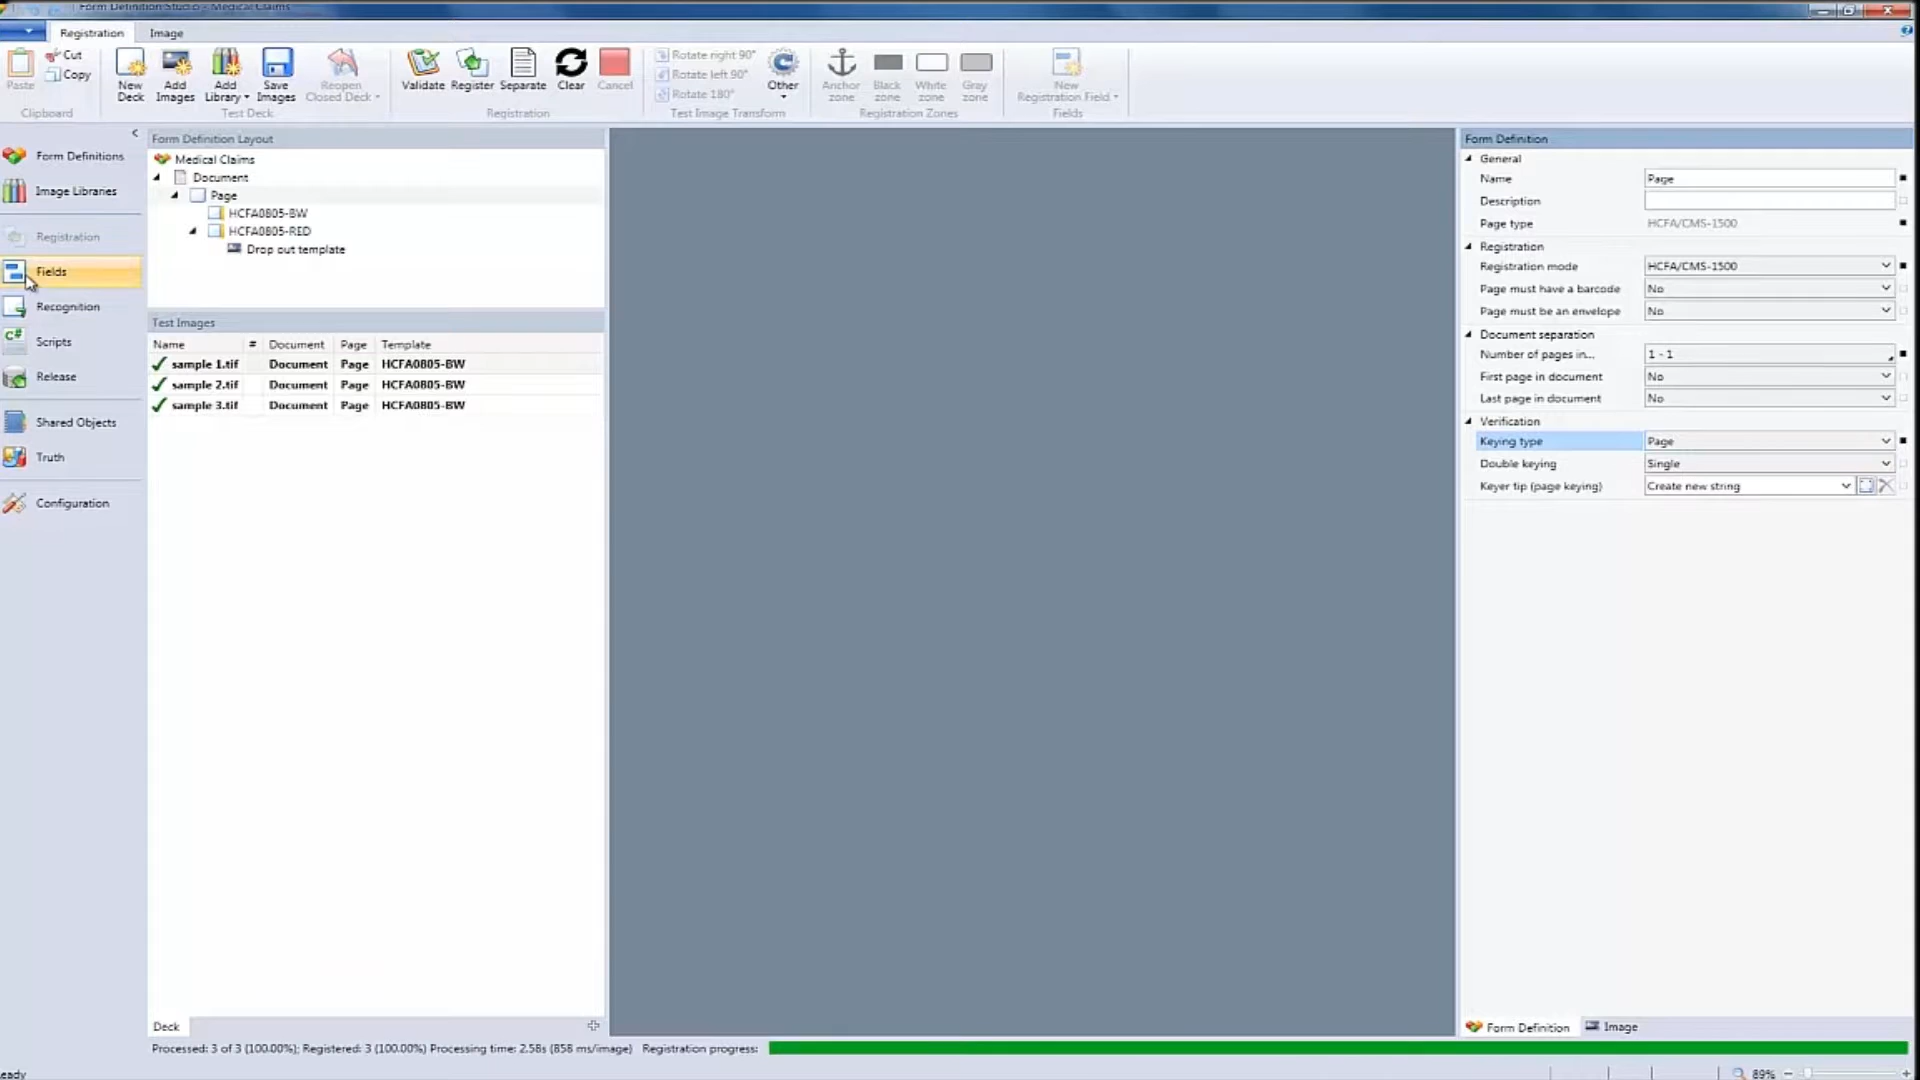 Form Definition Studio - Medical Claims
Registration Image
Paste Cut Copy Clipboard
New Deck Add Images Add Library Save Images Reopen Closed Deck Test Deck
Validate Register Separate Clear Cancel Registration
Rotate right 90° Rotate left 90° Rotate 180° Other Test Image Transform
Anchor zone Black zone White zone Gray zone Registration Zones
New Registration Field Fields
Form Definitions
Image Libraries
Registration
Fields
Recognition
C#
Scripts
Release
Shared Objects
Truth
Configuration
Form Definition Layout
Medical Claims
Document
Page
HCFA0805-BW
HCFA0805-RED
Drop out template
Test Images
Name # Document Page Template
sample 1.tif Document Page HCFA0805-BW
sample 2.tif Document Page HCFA0805-BW
sample 3.tif Document Page HCFA0805-BW
Deck
Form Definition
General
Name Page
Description
Page type HCFA/CMS-1500
Registration
Registration mode HCFA/CMS-1500
Page must have a barcode No
Page must be an envelope No
Document separation
Number of pages in... 1 - 1
First page in document No
Last page in document No
Verification
Keying type Page
Double keying Single
Keyer tip (page keying) Create new string
Form Definition Image
Processed: 3 of 3 (100.00%); Registered: 3 (100.00%) Processing time: 2.58s (858 ms/image) Registration progress:
eady
89%